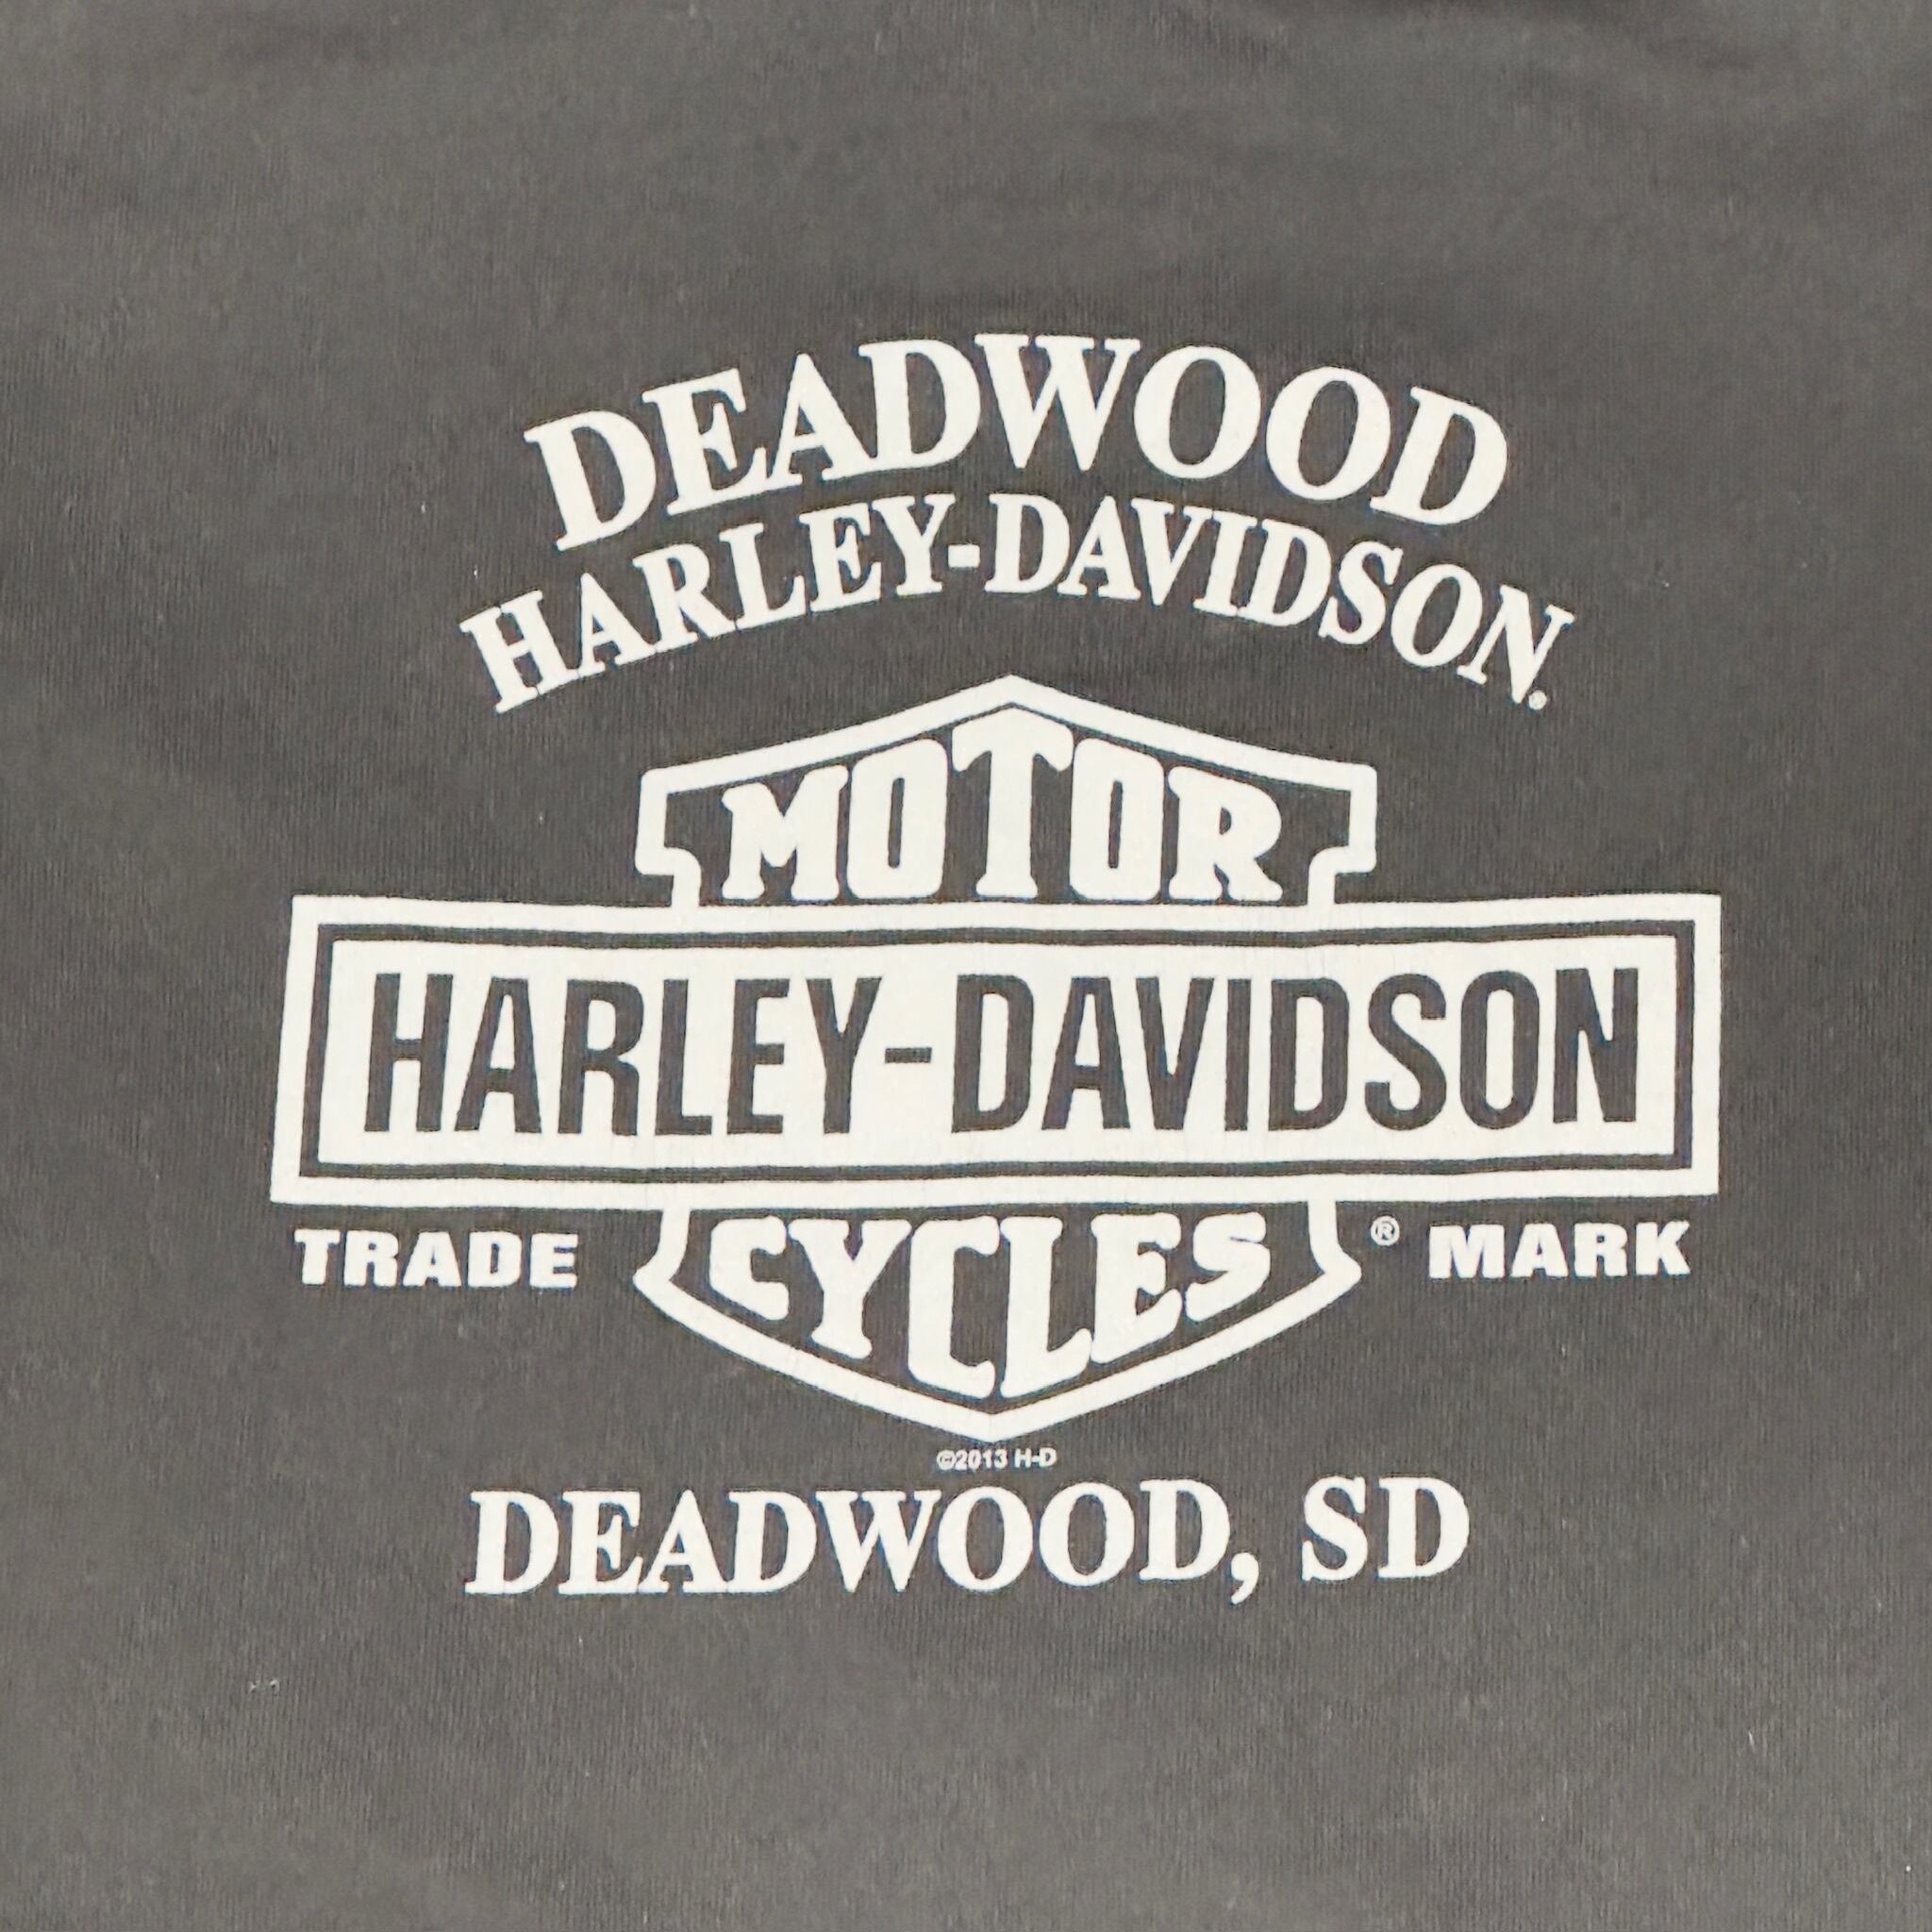 DEADWOOD
HARLEY-DAVIDSON®
MOTOR
HARLEY-DAVIDSON
TRADE CYCLES ® MARK
©2013 H-D
DEADWOOD, SD